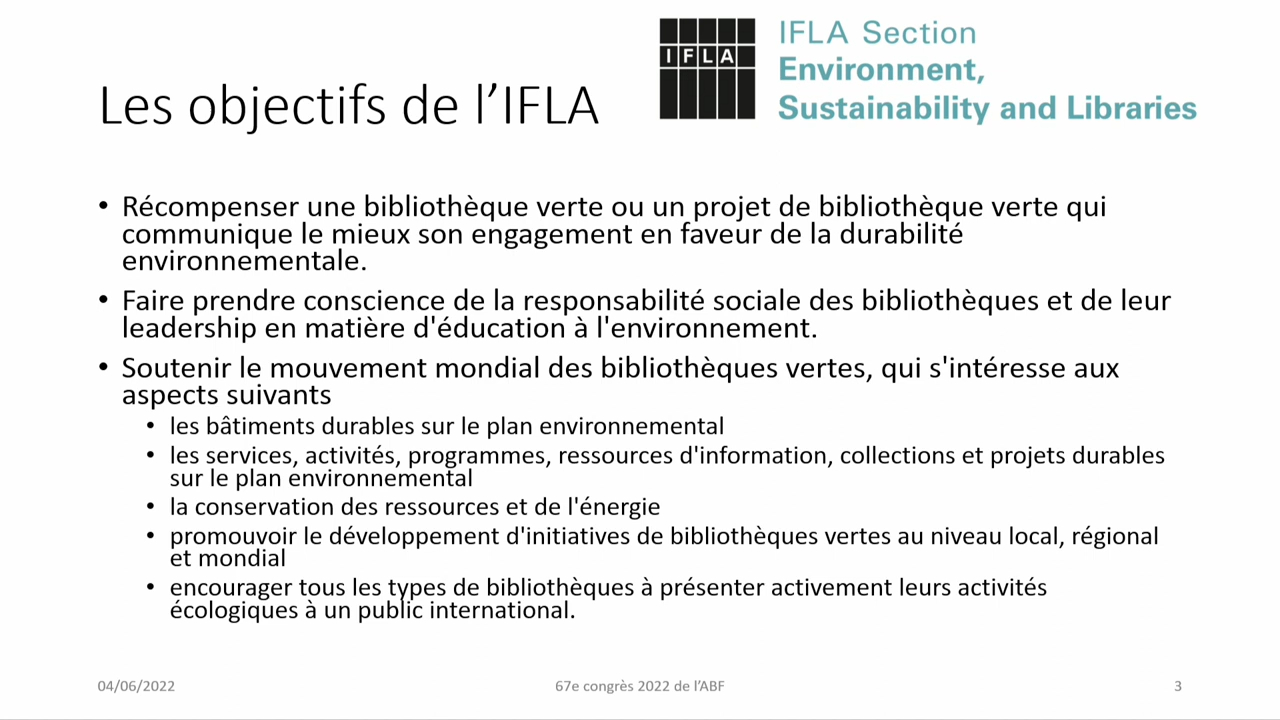 IFLA
IFLA Section
Environment,
Sustainability and Libraries
Les objectifs de l’IFLA
• Récompenser une bibliothèque verte ou un projet de bibliothèque verte qui
communique le mieux son engagement en faveur de la durabilité
environnementale.
• Faire prendre conscience de la responsabilité sociale des bibliothèques et de leur
leadership en matière d'éducation à l'environnement.
• Soutenir le mouvement mondial des bibliothèques vertes, qui s'intéresse aux
aspects suivants
• les bâtiments durables sur le plan environnemental
• les services, activités, programmes, ressources d'information, collections et projets durables
sur le plan environnemental
• la conservation des ressources et de l'énergie
• promouvoir le développement d'initiatives de bibliothèques vertes au niveau local, régional
et mondial
• encourager tous les types de bibliothèques à présenter activement leurs activités
écologiques à un public international.
04/06/2022
67e congrès 2022 de l’ABF
3